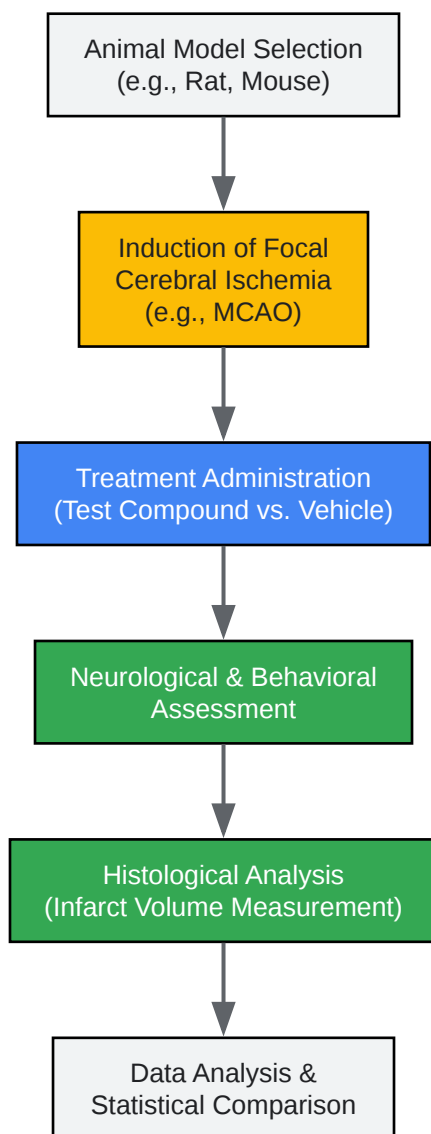 Animal Model Selection
(e.g., Rat, Mouse)
Induction of Focal
Cerebral Ischemia
(e.g., MCAO)
Treatment Administration
(Test Compound vs. Vehicle)
Neurological & Behavioral
Assessment
Histological Analysis
(Infarct Volume Measurement)
Data Analysis &
Statistical Comparison